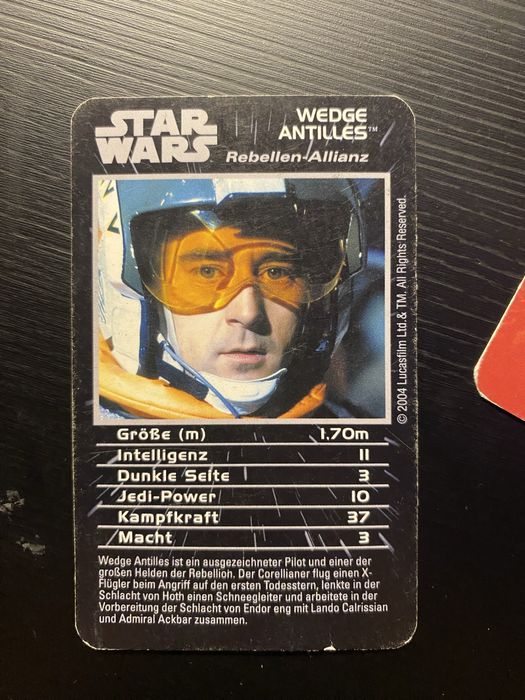 STAR WARS
WEDGE
ANTILLES™
Rebellen-Allianz
© 2004 Lucasfilm Ltd.& TM. All Rights Reserved.
Größe (m) 1.70m
Intelligenz 11
Dunkle Seite 3
Jedi-Power 10
Kampfkraft 37
Macht 3
Wedge Antilles ist ein ausgezeichneter Pilot und einer der
großen Helden der Rebellion. Der Corellianer flug einen X-
Flügler beim Angriff auf den ersten Todesstern, lenkte in der
Schlacht von Hoth einen Schneegleiter und arbeitete in der
Vorbereitung der Schlacht von Endor eng mit Lando Calrissian
und Admiral Ackbar zusammen.